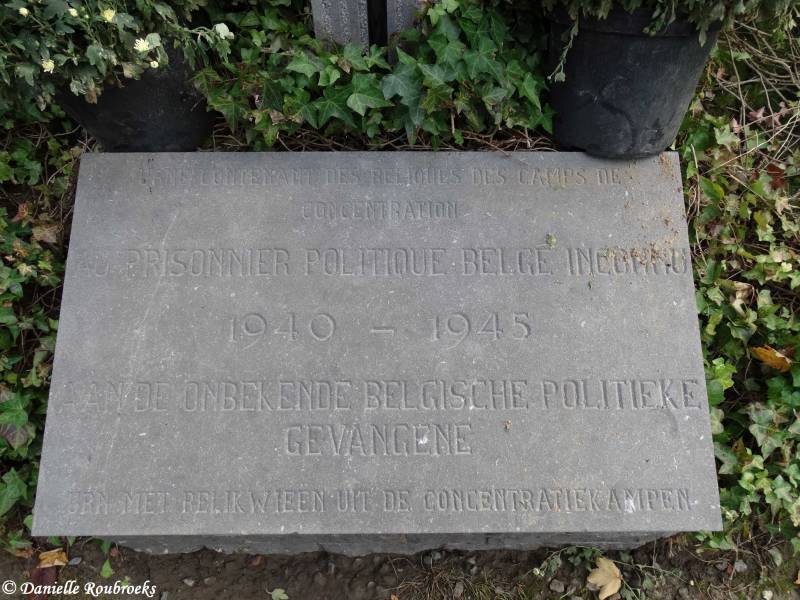 URNE CONTENANT DES RELIQUES DES CAMPS DE
CONCENTRATION
AU PRISONNIER POLITIQUE BELGE INCONNU
1940 - 1945
AAN DE ONBEKENDE BELGISCHE POLITIEKE
GEVANGENE
URN MET RELIKWIEEN UIT DE CONCENTRATIEKAMPEN
© Danielle Roubroeks